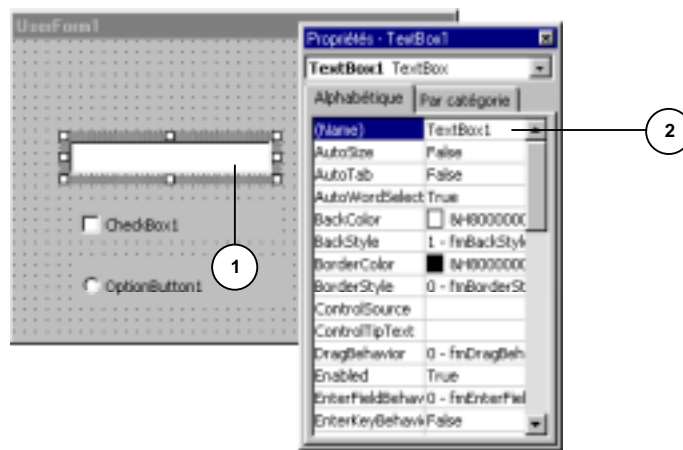 UserForm1
CheckBox1
1
OptionButton1
Propriétés - TextBox1
TextBox1 TextBox
Alphabétique Par catégorie
(Name) TextBox1
2
AutoSize False
AutoTab False
AutoWordSelect True
BackColor &H8000000
BackStyle 1 - fmBackStyl
BorderColor &H8000000
BorderStyle 0 - fmBorderSt
ControlSource
ControlTipText
DragBehavior 0 - fmDragBeh
Enabled True
EnterFieldBehav 0 - fmEnterFiel
EnterKeyBehavi False